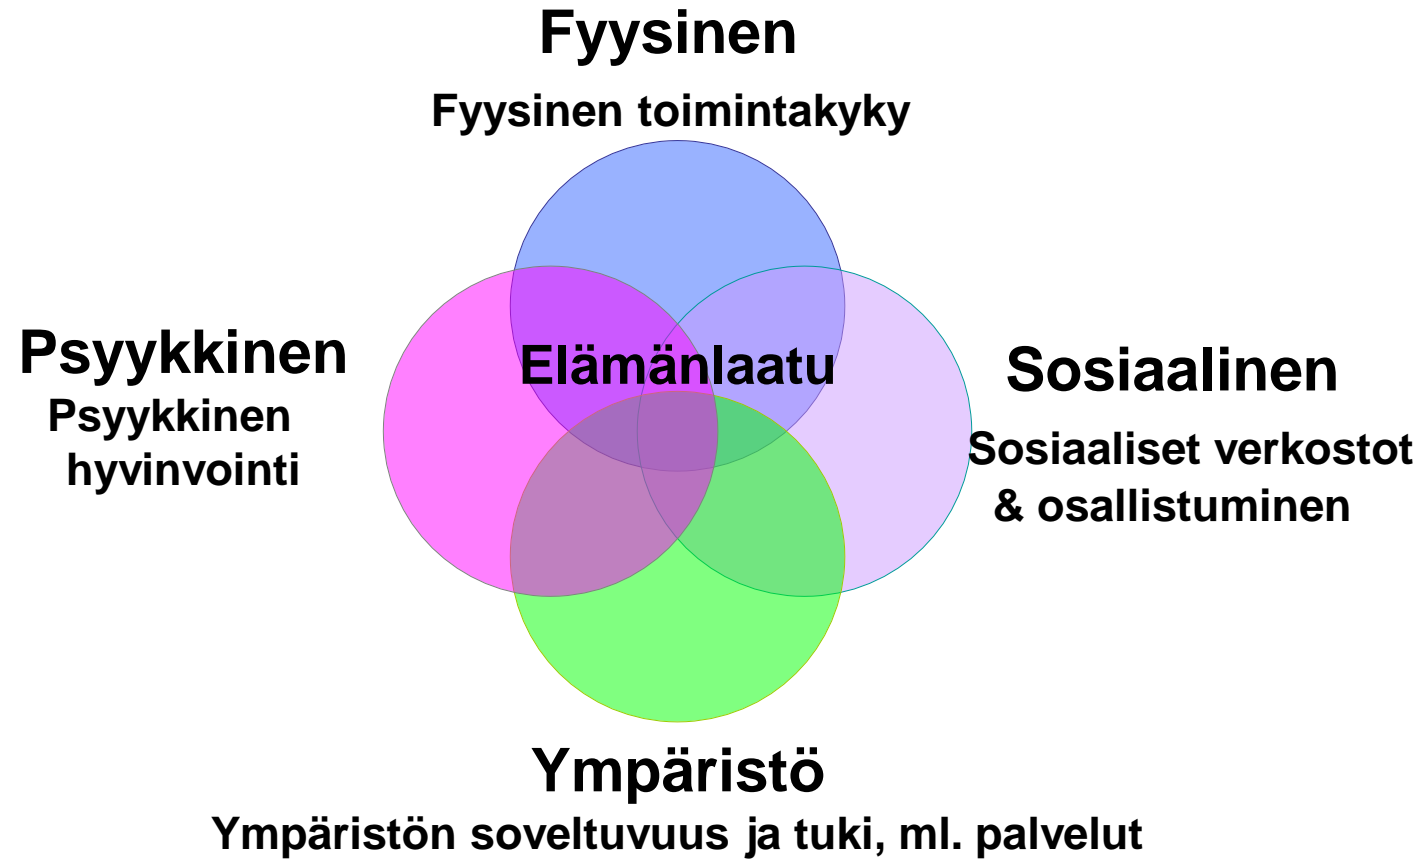 Fyysinen
Fyysinen toimintakyky
Psyykkinen
Psyykkinen
hyvinvointi
Elämänlaatu
Sosiaalinen
Sosiaaliset verkostot
& osallistuminen
Ympäristö
Ympäristön soveltuvuus ja tuki, ml. palvelut